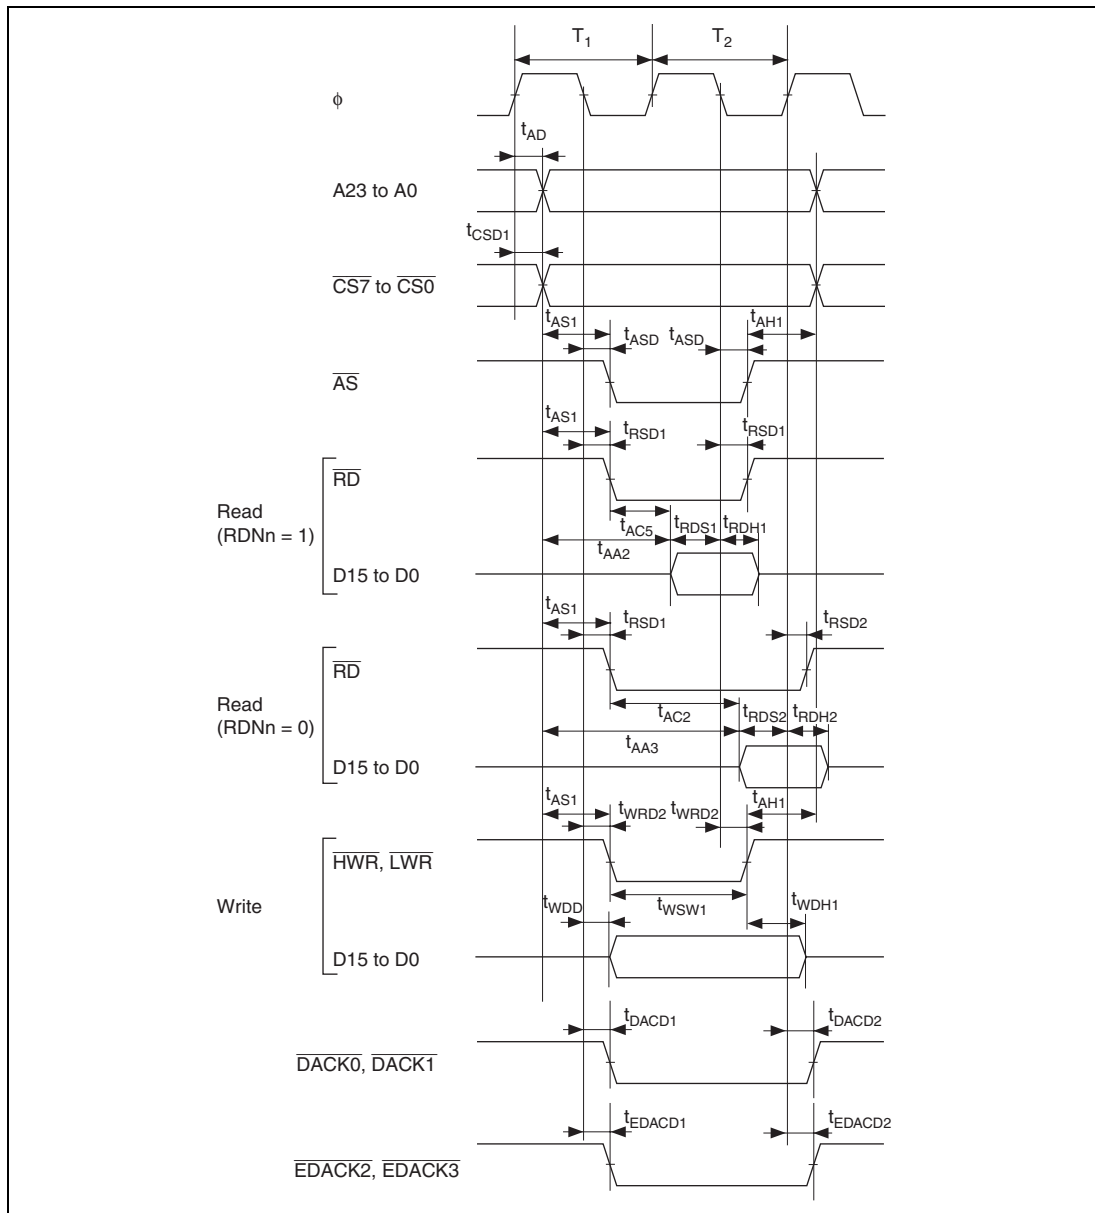 T1 T2
φ
tAD
A23 to A0
tCSD1
CS7 to CS0
tAS1 tASD tASD tAH1
AS
tAS1 tRSD1 tRSD1
RD
Read
(RDNn = 1)
tAC5 tRDS1 tRDH1
tAA2
D15 to D0
tAS1 tRSD1 tRSD2
RD
Read
(RDNn = 0)
tAC2 tRDS2 tRDH2
tAA3
D15 to D0
tAS1 tWRD2 tWRD2 tAH1
HWR, LWR
Write
tWDD tWSW1 tWDH1
D15 to D0
tDACD1 tDACD2
DACK0, DACK1
tEDACD1 tEDACD2
EDACK2, EDACK3